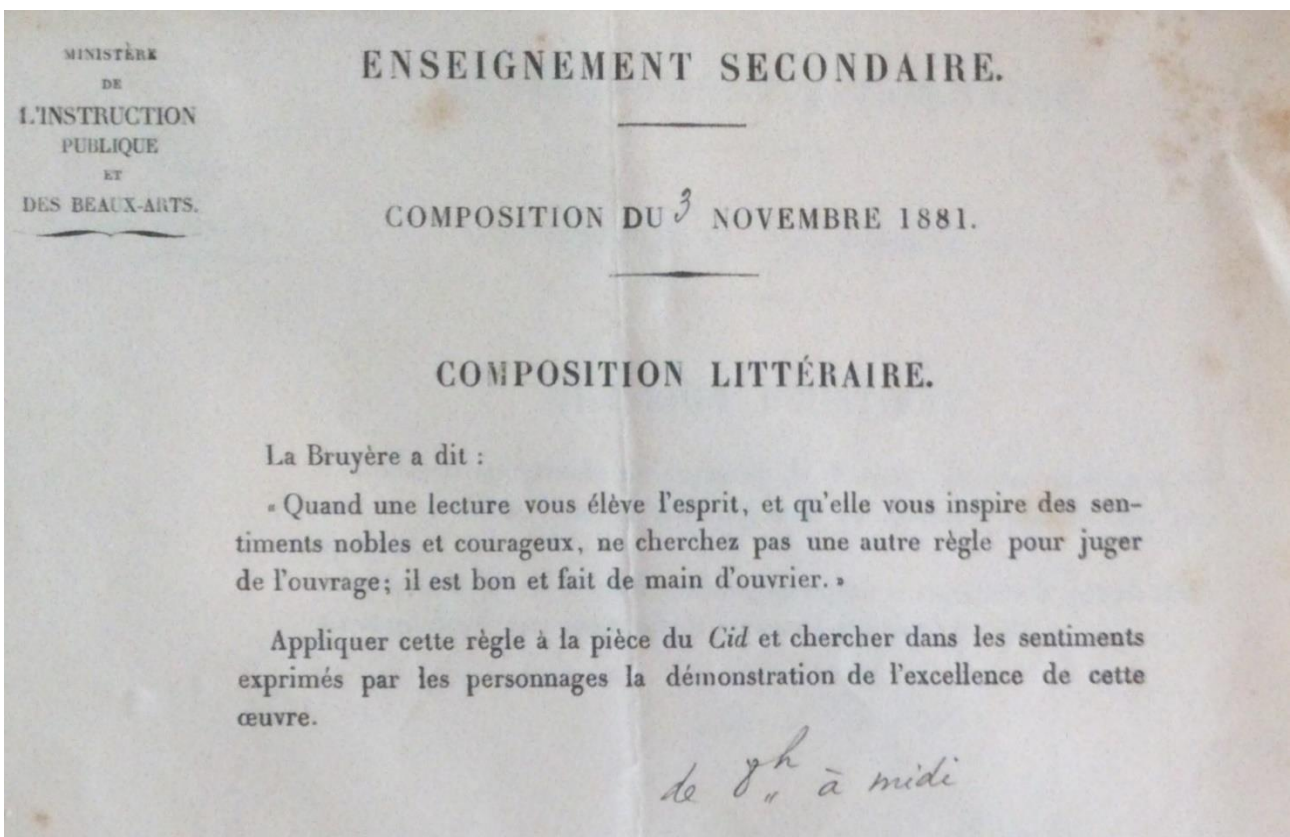 MINISTÈRE
DE
L'INSTRUCTION
PUBLIQUE
ET
DES BEAUX-ARTS.
ENSEIGNEMENT SECONDAIRE.
COMPOSITION DU 3 NOVEMBRE 1881.
COMPOSITION LITTÉRAIRE.
La Bruyère a dit :
« Quand une lecture vous élève l'esprit, et qu'elle vous inspire des sen-
timents nobles et courageux, ne cherchez pas une autre règle pour juger
de l'ouvrage; il est bon et fait de main d'ouvrier. »
Appliquer cette règle à la pièce du Cid et chercher dans les sentiments
exprimés par les personnages la démonstration de l'excellence de cette
œuvre.
de 8h à midi